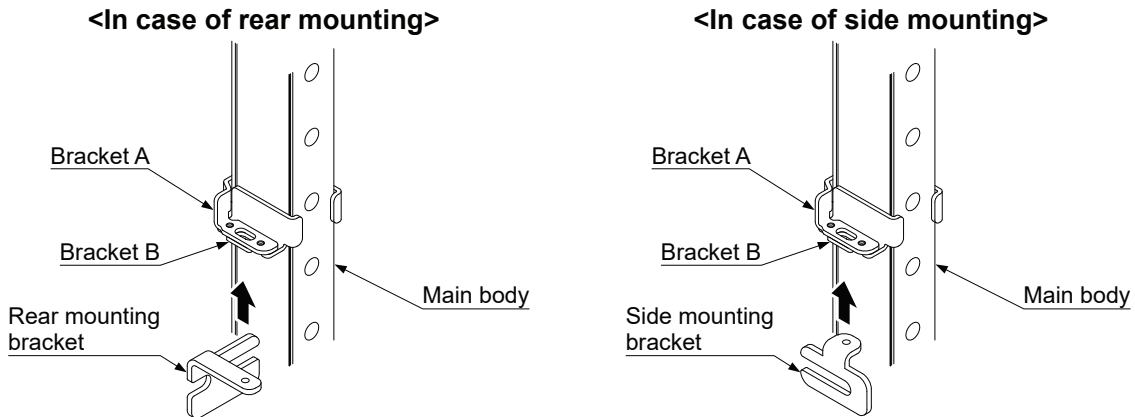 <In case of rear mounting>
Bracket A
Bracket B
Main body
Rear mounting
bracket
<In case of side mounting>
Bracket A
Bracket B
Main body
Side mounting
bracket